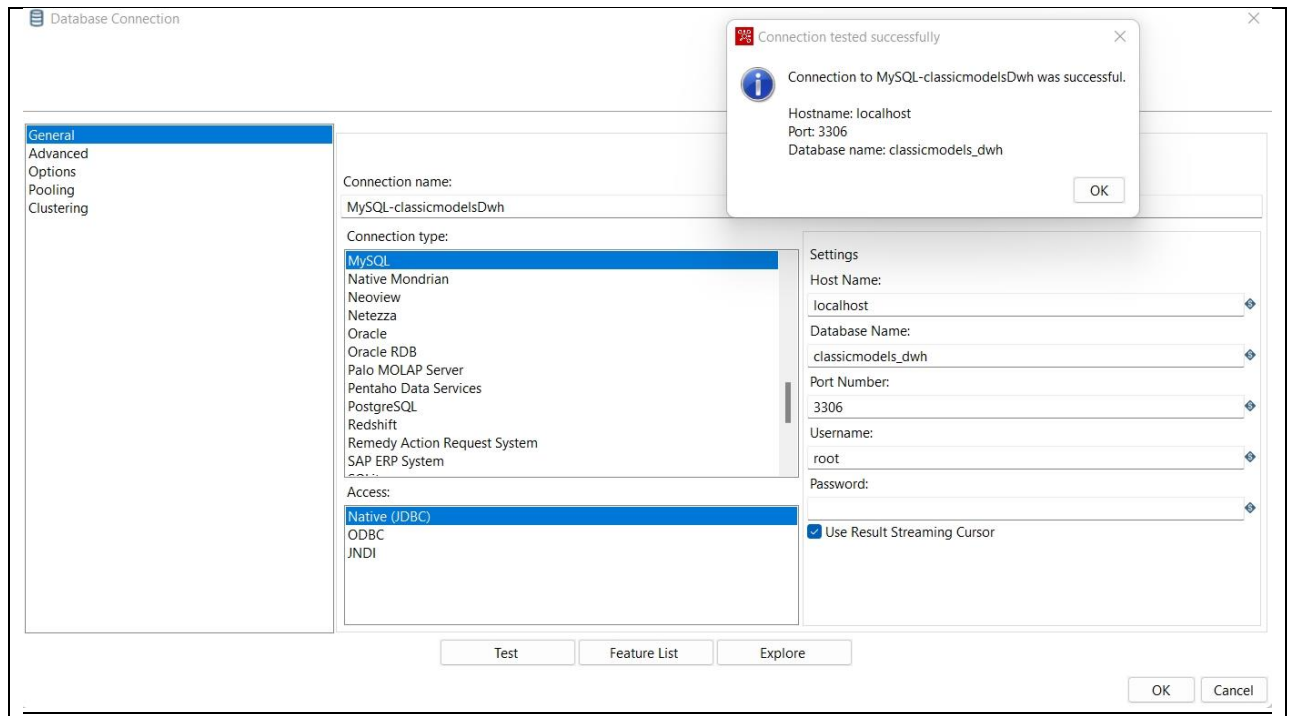 Database Connection
Connection tested successfully
Connection to MySQL-classicmodelsDwh was successful.
Hostname: localhost
Port: 3306
Database name: classicmodels_dwh
OK
General
Advanced
Options
Pooling
Clustering
Connection name:
MySQL-classicmodelsDwh
Connection type:
MySQL
Native Mondrian
Neoview
Netezza
Oracle
Oracle RDB
Palo MOLAP Server
Pentaho Data Services
PostgreSQL
Redshift
Remedy Action Request System
SAP ERP System
Access:
Native (JDBC)
ODBC
JNDI
Settings
Host Name:
localhost
Database Name:
classicmodels_dwh
Port Number:
3306
Username:
root
Password:
Use Result Streaming Cursor
Test
Feature List
Explore
OK
Cancel